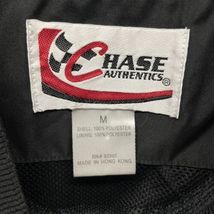 CHASE
AUTHENTICS®
M
SHELL: 100% POLYESTER
LINING: 100% POLYESTER
MADE IN HONG KONG